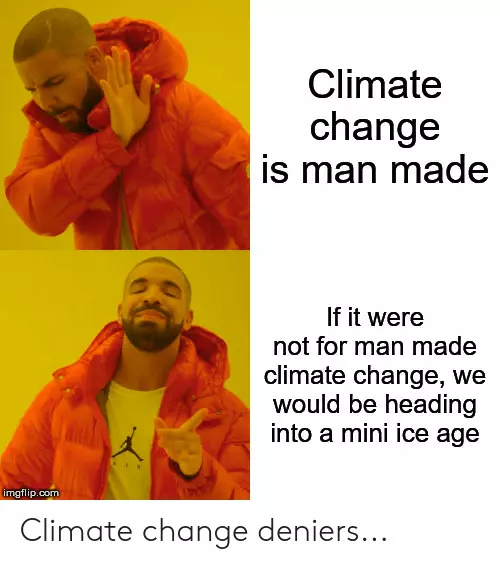 Climate
change
is man made
If it were
not for man made
climate change, we
would be heading
into a mini ice age
imgflip.com
Climate change deniers...